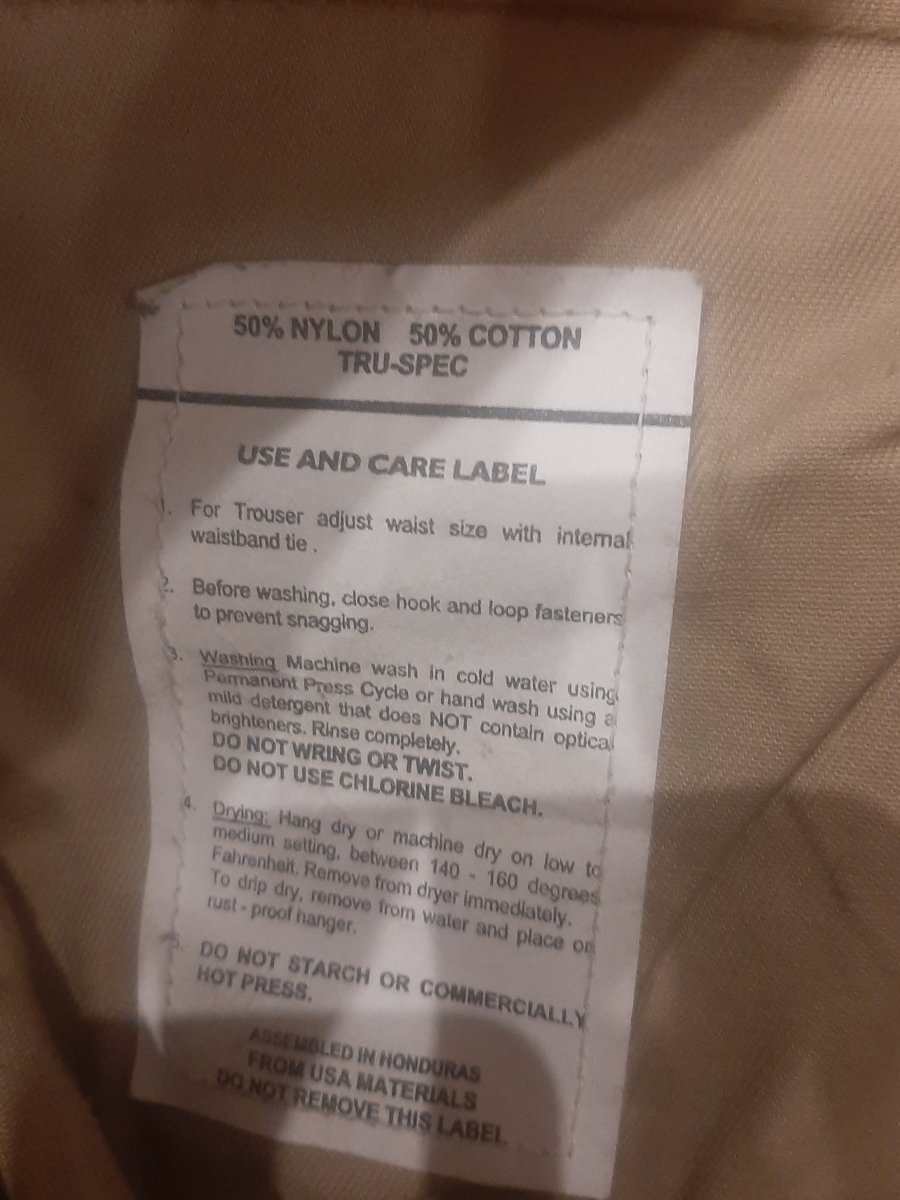 50% NYLON 50% COTTON
TRU-SPEC
USE AND CARE LABEL
1. For Trouser adjust waist size with internal
waistband tie .
2. Before washing, close hook and loop fasteners
to prevent snagging.
3. Washing Machine wash in cold water using
Permanent Press Cycle or hand wash using a
mild detergent that does NOT contain optical
brighteners. Rinse completely.
DO NOT WRING OR TWIST.
DO NOT USE CHLORINE BLEACH.
4. Drying: Hang dry or machine dry on low to
medium setting, between 140 - 160 degrees
Fahrenheit. Remove from dryer immediately.
To drip dry, remove from water and place on
rust - proof hanger.
5. DO NOT STARCH OR COMMERCIALLY
HOT PRESS.
ASSEMBLED IN HONDURAS
FROM USA MATERIALS
DO NOT REMOVE THIS LABEL